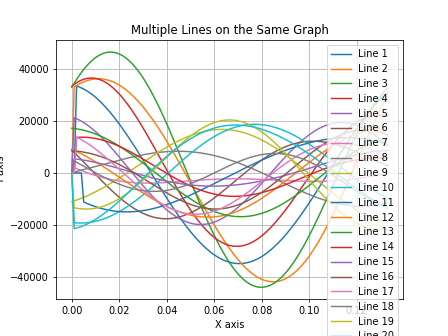 Multiple Lines on the Same Graph
40000
20000
0
−20000
−40000
0.00
0.02
0.04
0.06
0.08
0.10
X axis
Line 1
Line 2
Line 3
Line 4
Line 5
Line 6
Line 7
Line 8
Line 9
Line 10
Line 11
Line 12
Line 13
Line 14
Line 15
Line 16
Line 17
Line 18
Line 19
Line 20